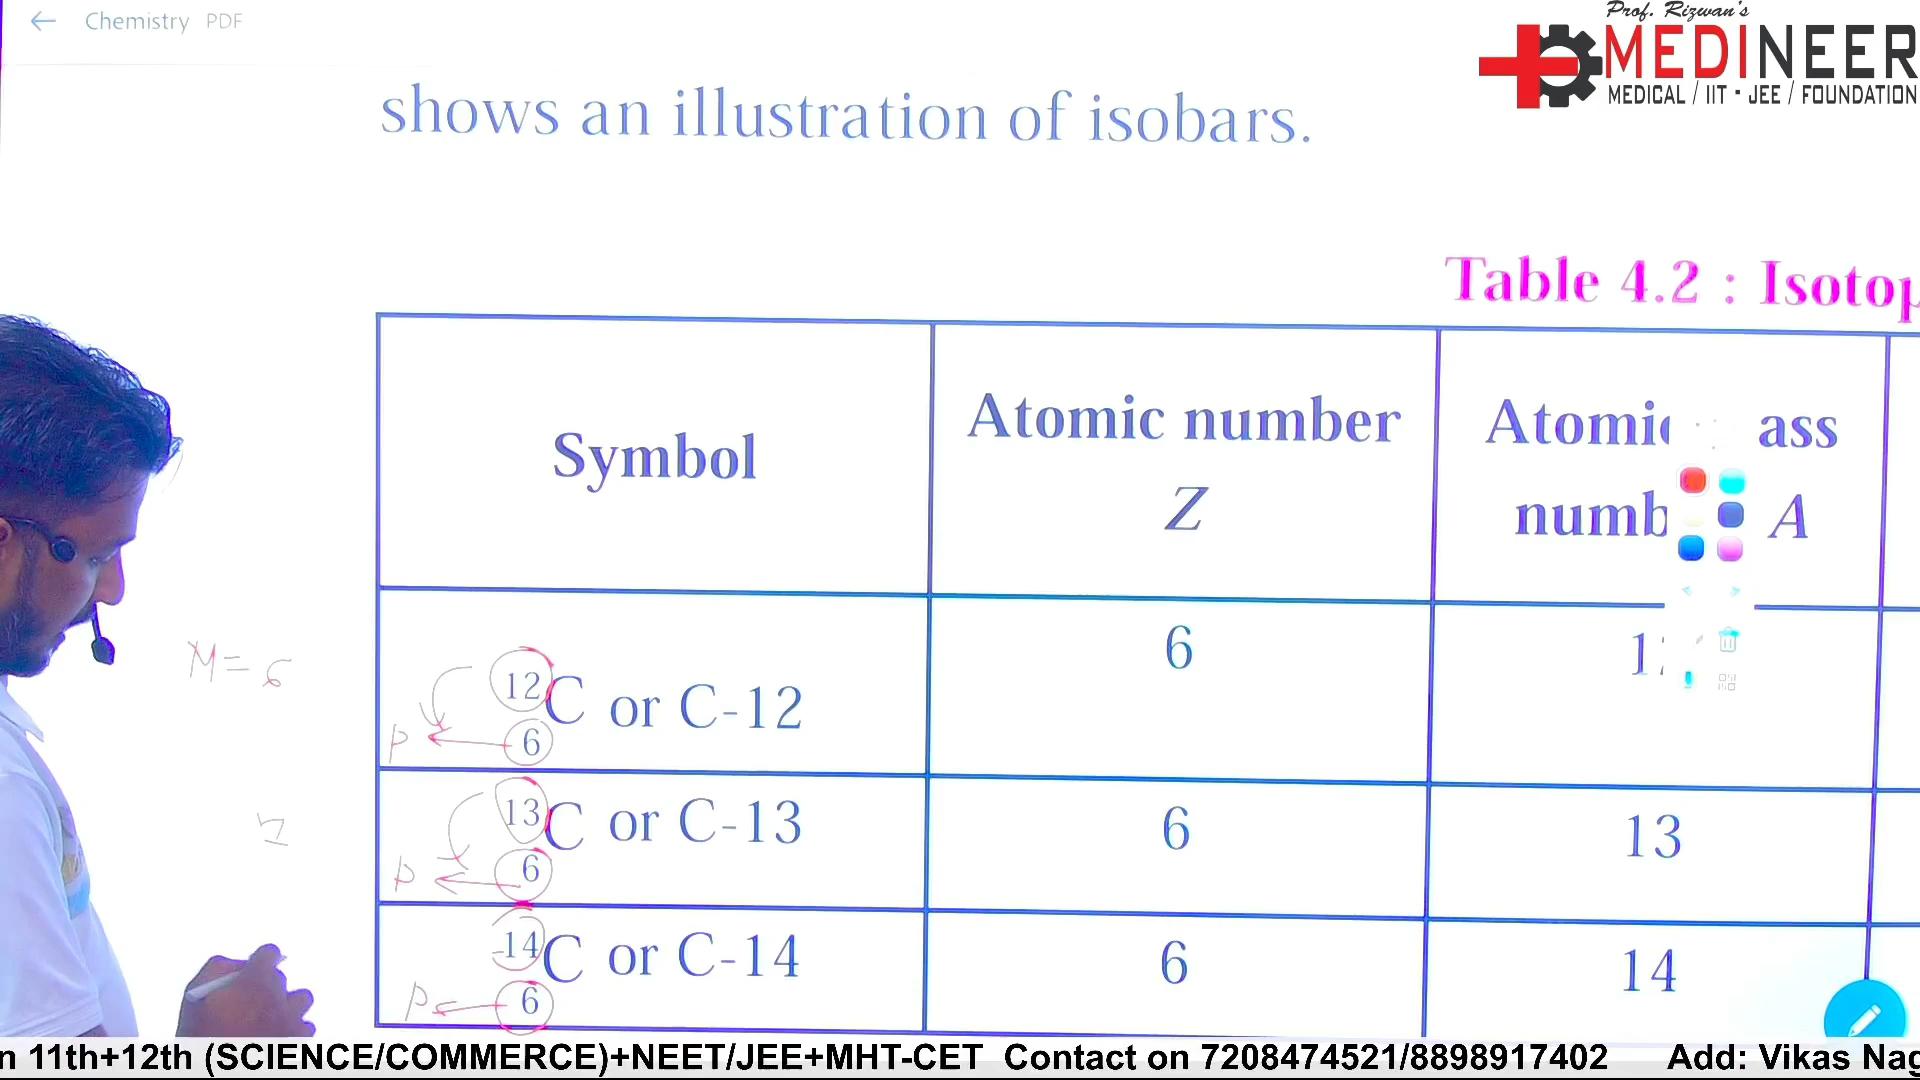 ← Chemistry PDF
Prof. Rizwan's
MEDINEER
MEDICAL / IIT - JEE / FOUNDATION
shows an illustration of isobars.
Table 4.2 : Isotop
Symbol
Atomic number
Z
ass
A
12 C or C-12
6
6
M = 6
P
13 C or C-13
6
6
13
P
14 C or C-14
6
6
14
P
n 11th+12th (SCIENCE/COMMERCE)+NEET/JEE+MHT-CET Contact on 7208474521/8898917402 Add: Vikas Nag